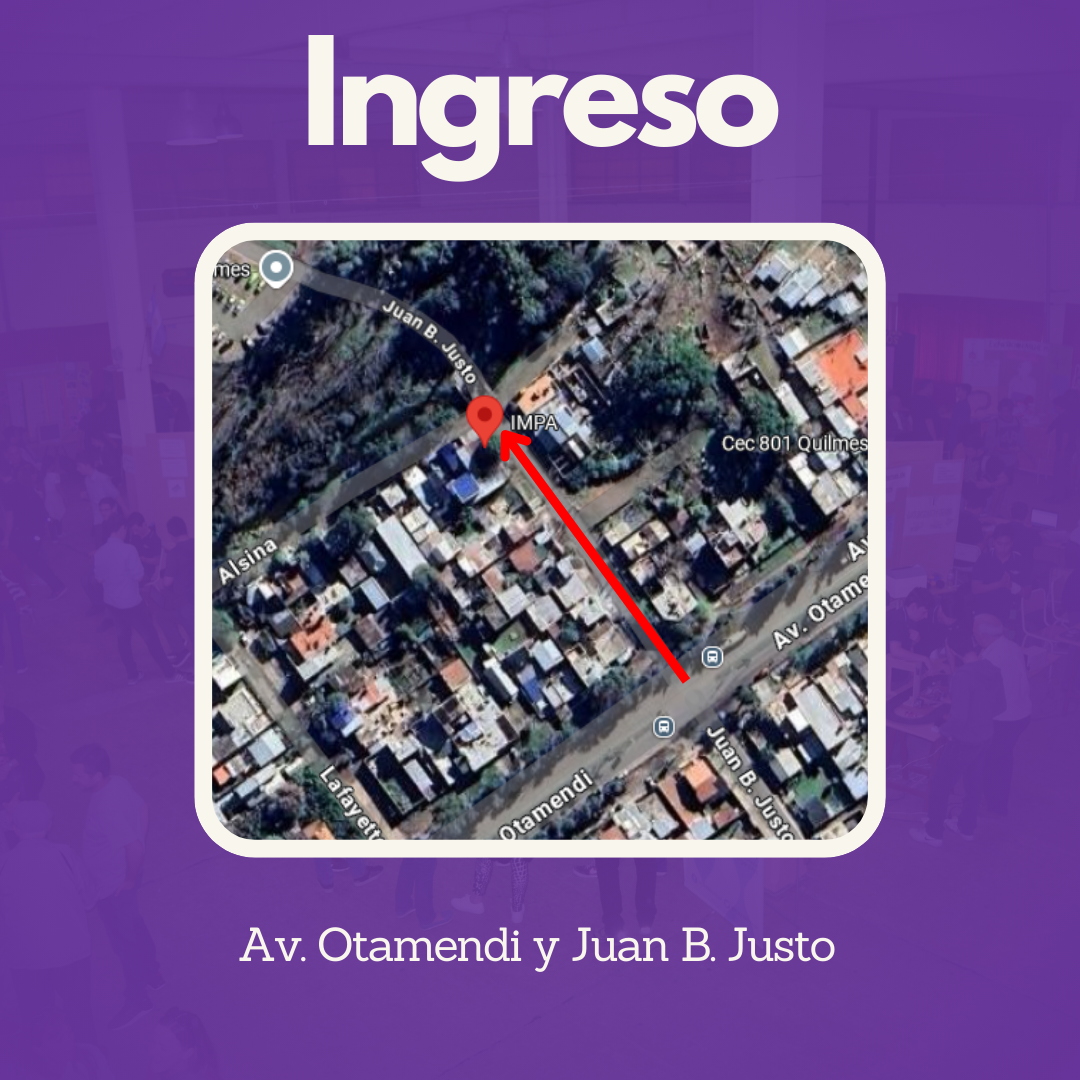 Ingreso
mes
Juan B. Justo
IMPA
Cec 801 Quilmes
Alsina
Av
Av. Otame
Lafayett
Otamendi
Juan B. Justo
Av. Otamendi y Juan B. Justo